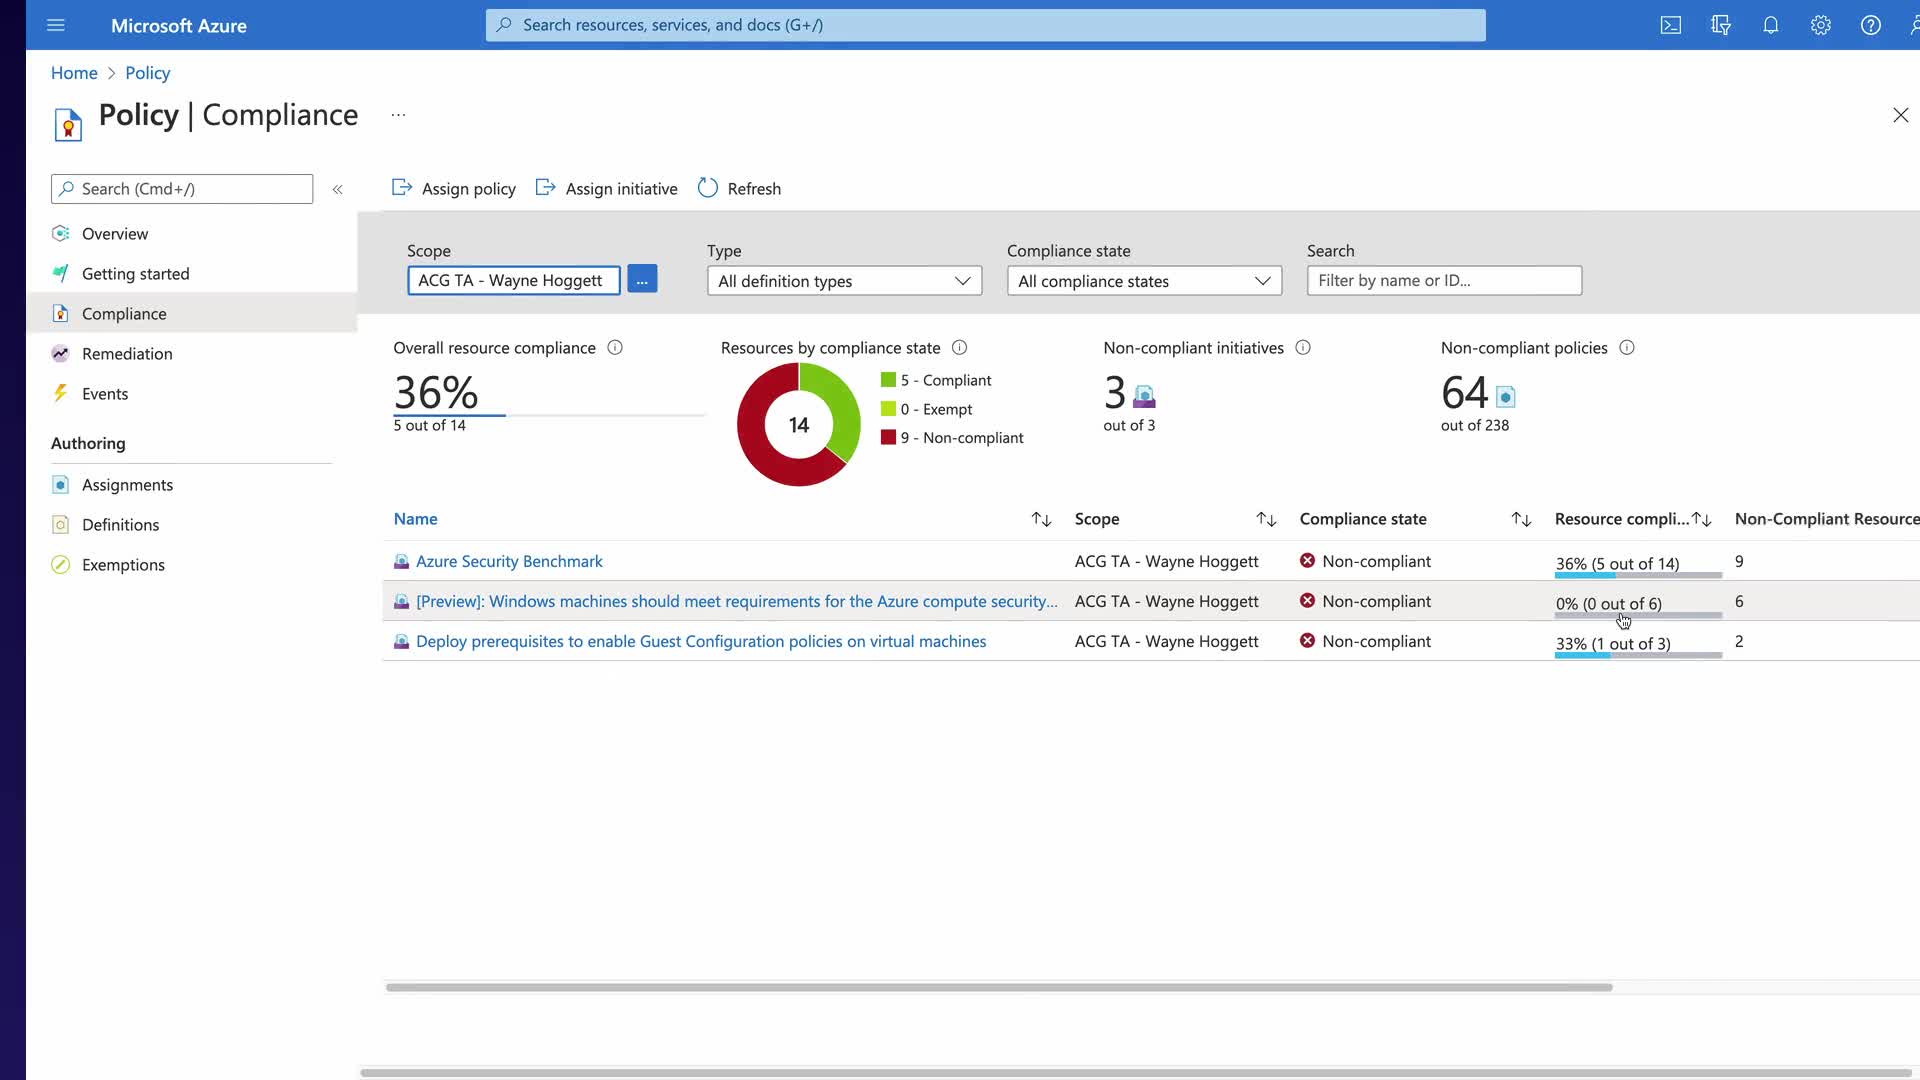 Microsoft Azure
Search resources, services, and docs (G+/)
Home > Policy
Policy | Compliance ...
Search (Cmd+/) «
Overview
Getting started
Compliance
Remediation
Events
Authoring
Assignments
Definitions
Exemptions
Assign policy Assign initiative Refresh
Scope Type Compliance state Search
ACG TA - Wayne Hoggett ... All definition types All compliance states Filter by name or ID...
Overall resource compliance
36%
5 out of 14
Resources by compliance state
14
5 - Compliant
0 - Exempt
9 - Non-compliant
Non-compliant initiatives
3
out of 3
Non-compliant policies
64
out of 238
Name Scope Compliance state Resource compli... Non-Compliant Resource
Azure Security Benchmark ACG TA - Wayne Hoggett Non-compliant 36% (5 out of 14) 9
[Preview]: Windows machines should meet requirements for the Azure compute security... ACG TA - Wayne Hoggett Non-compliant 0% (0 out of 6) 6
Deploy prerequisites to enable Guest Configuration policies on virtual machines ACG TA - Wayne Hoggett Non-compliant 33% (1 out of 3) 2